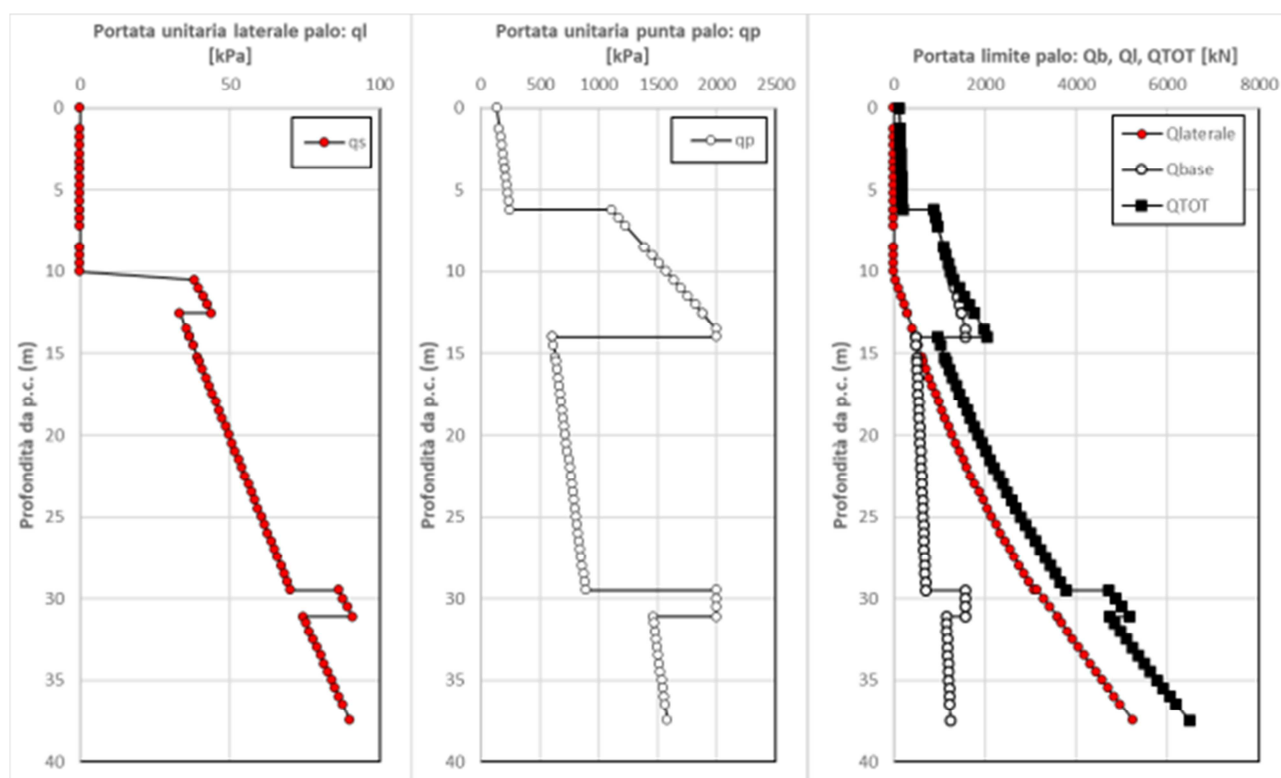 Portata unitaria laterale palo: ql
[kPa]
0 50 100
0
5
10
15
20
25
30
35
40
Profondità da p.c. (m)
qs
Portata unitaria punta palo: qp
[kPa]
0 500 1000 1500 2000 2500
0
5
10
15
20
25
30
35
40
Profondità da p.c. (m)
qp
Portata limite palo: Qb, Ql, QTOT [kN]
0 2000 4000 6000 8000
0
5
10
15
20
25
30
35
40
Profondità da p.c. (m)
Qlaterale
Qbase
QTOT